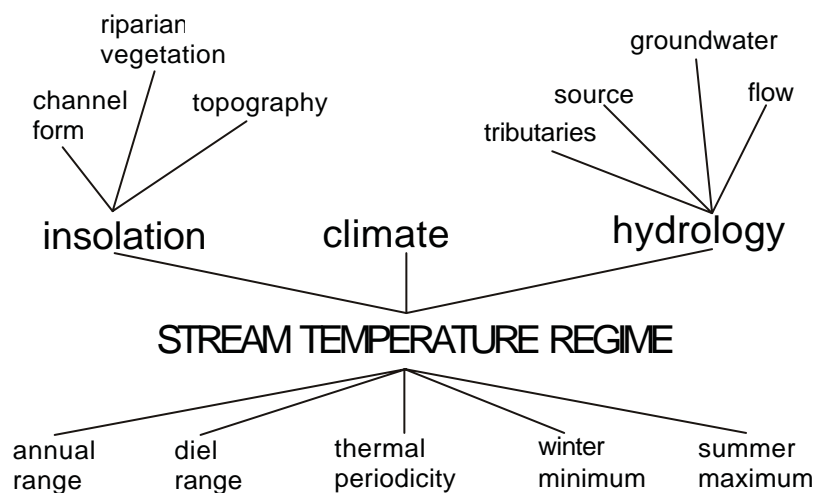 riparian
vegetation
groundwater
channel
form
topography
source
flow
tributaries
insolation
climate
hydrology
STREAM TEMPERATURE REGIME
annual
range
diel
range
thermal
periodicity
winter
minimum
summer
maximum